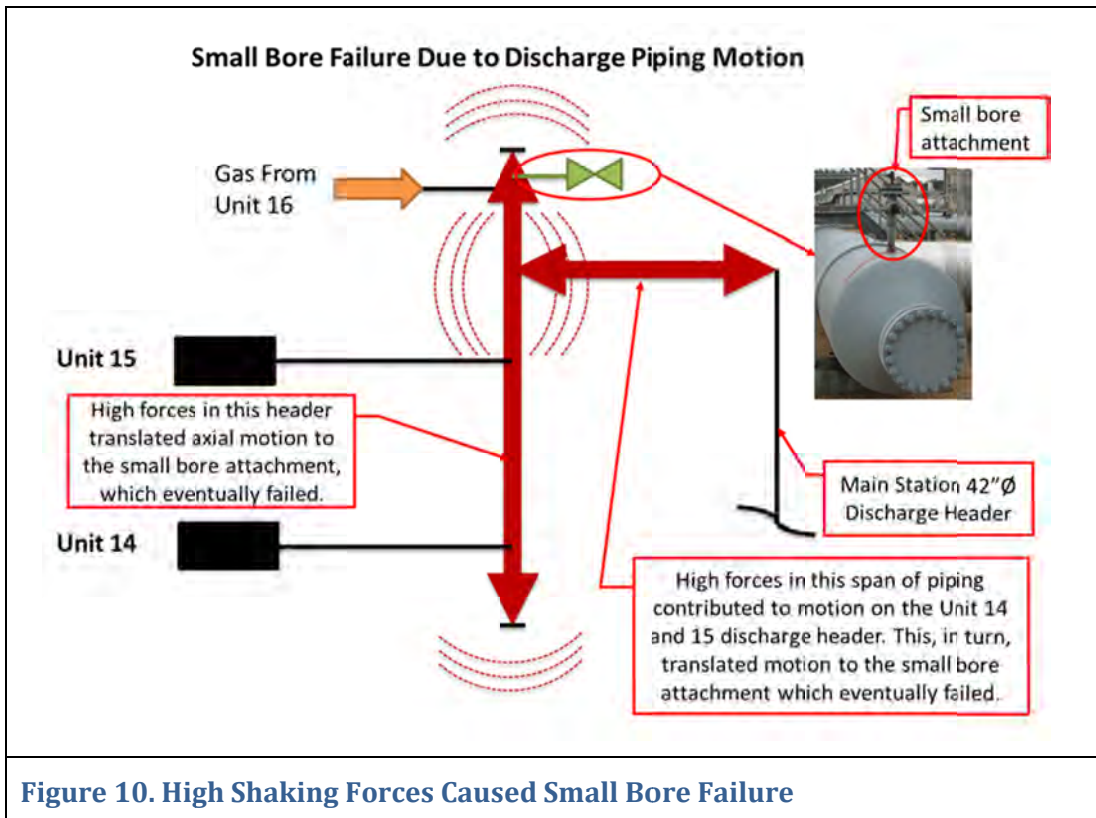 Small Bore Failure Due to Discharge Piping Motion
Small bore
attachment
Gas From
Unit 16
Unit 15
High forces in this header
translated axial motion to
the small bore attachment,
which eventually failed.
Main Station 42”Ø
Discharge Header
Unit 14
High forces in this span of piping
contributed to motion on the Unit 14
and 15 discharge header. This, in turn,
translated motion to the small bore
attachment which eventually failed.
Figure 10. High Shaking Forces Caused Small Bore Failure